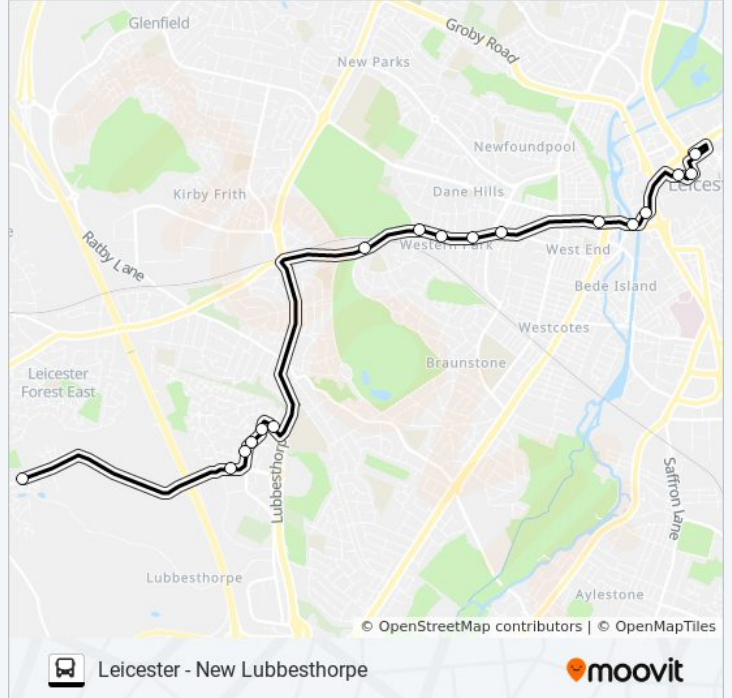 Glenfield
Groby Road
New Parks
Newfoundpool
Leicest
Dane Hills
Kirby Frith
Ratby Lane
Western Park
West End
Bede Island
Westcotes
Braunstone
Leicester
Forest East
Lubbesthorp
Saffron Lane
Lubbesthorpe
Aylestone
© OpenStreetMap contributors | © OpenMapTiles
Leicester - New Lubbesthorpe
moovit